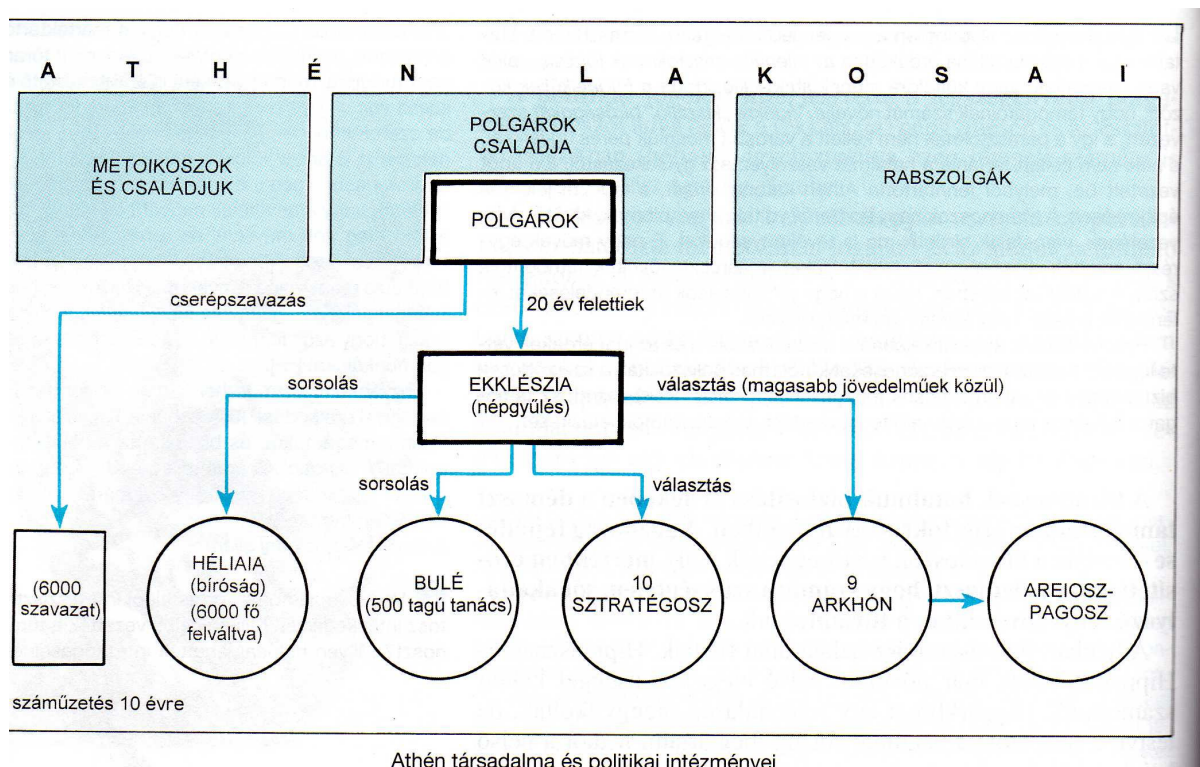 ATHÉN LAKOSAI
METOIKOSZOK
ÉS CSALÁDJUK
POLGÁROK
CSALÁDJA
POLGÁROK
RABSZOLGÁK
cserépszavazás
20 év felettiek
sorsolás
EKKLÉSZIA
(népgyűlés)
választás (magasabb jövedelműek közül)
sorsolás
választás
(6000
szavazat)
HÉLIAIA
(bíróság)
(6000 fő
felváltva)
BULÉ
(500 tagú tanács)
10
SZTRATÉGOSZ
9
ARKHÓN
AREIOSZ-
PAGOSZ
száműzetés 10 évre
Athén társadalma és politikai intézményei